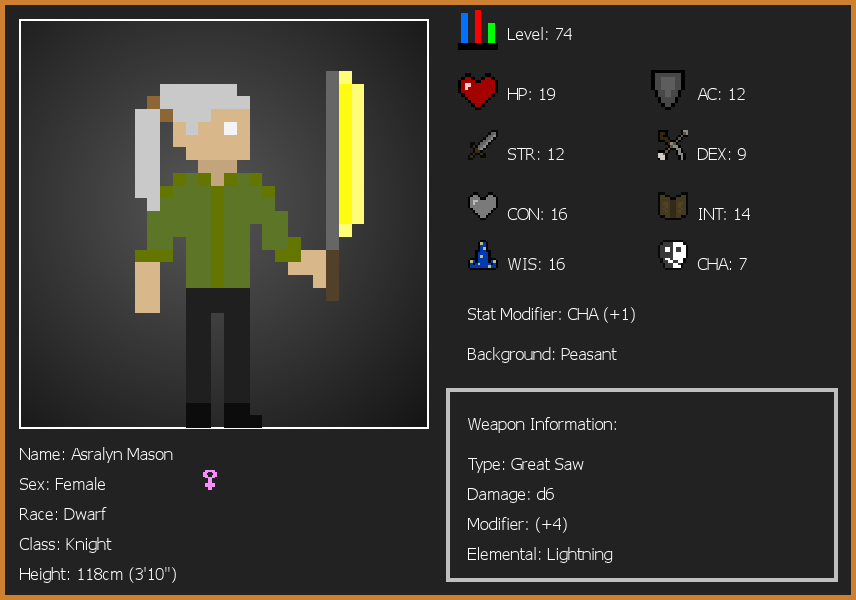 Level: 74
HP: 19
AC: 12
STR: 12
DEX: 9
CON: 16
INT: 14
WIS: 16
CHA: 7
Stat Modifier: CHA (+1)
Background: Peasant
Weapon Information:
Type: Great Saw
Damage: d6
Modifier: (+4)
Elemental: Lightning
Name: Asralyn Mason
Sex: Female
Race: Dwarf
Class: Knight
Height: 118cm (3'10")